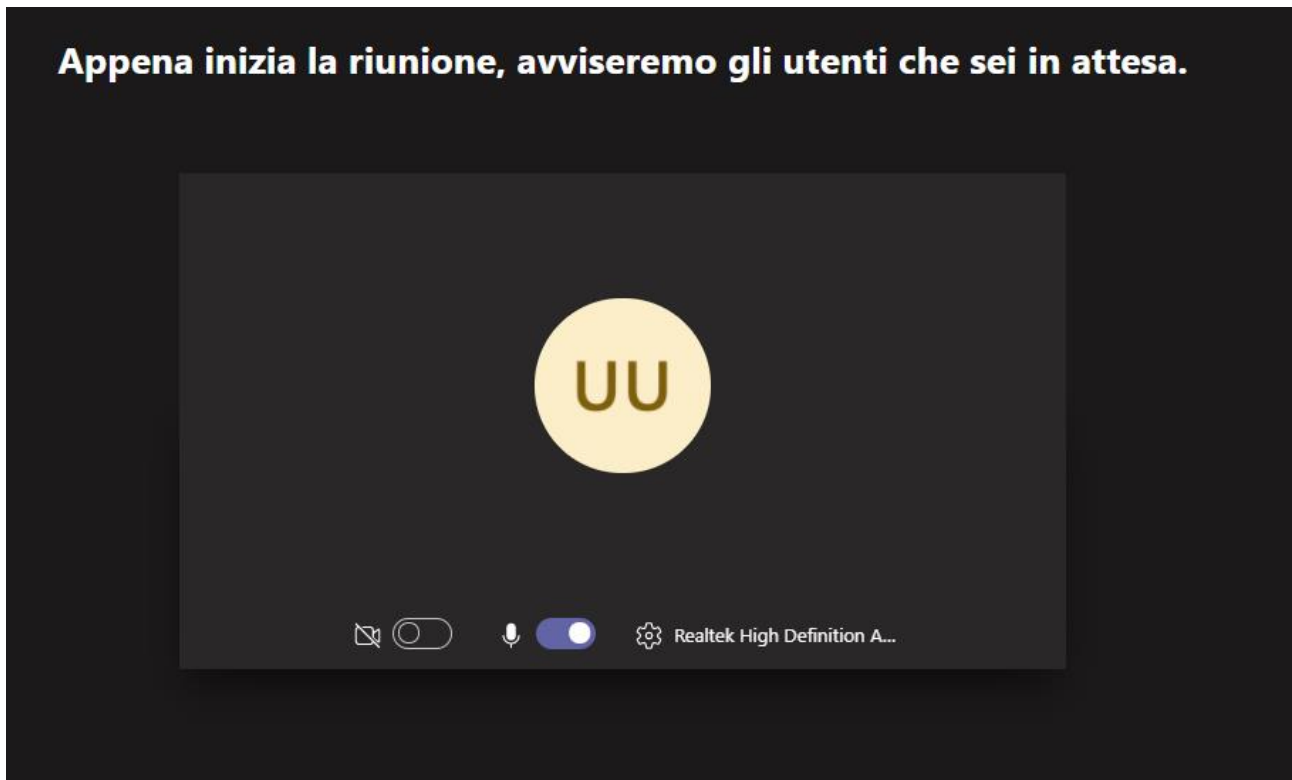 Appena inizia la riunione, avviseremo gli utenti che sei in attesa.
UU
Realtek High Definition A...